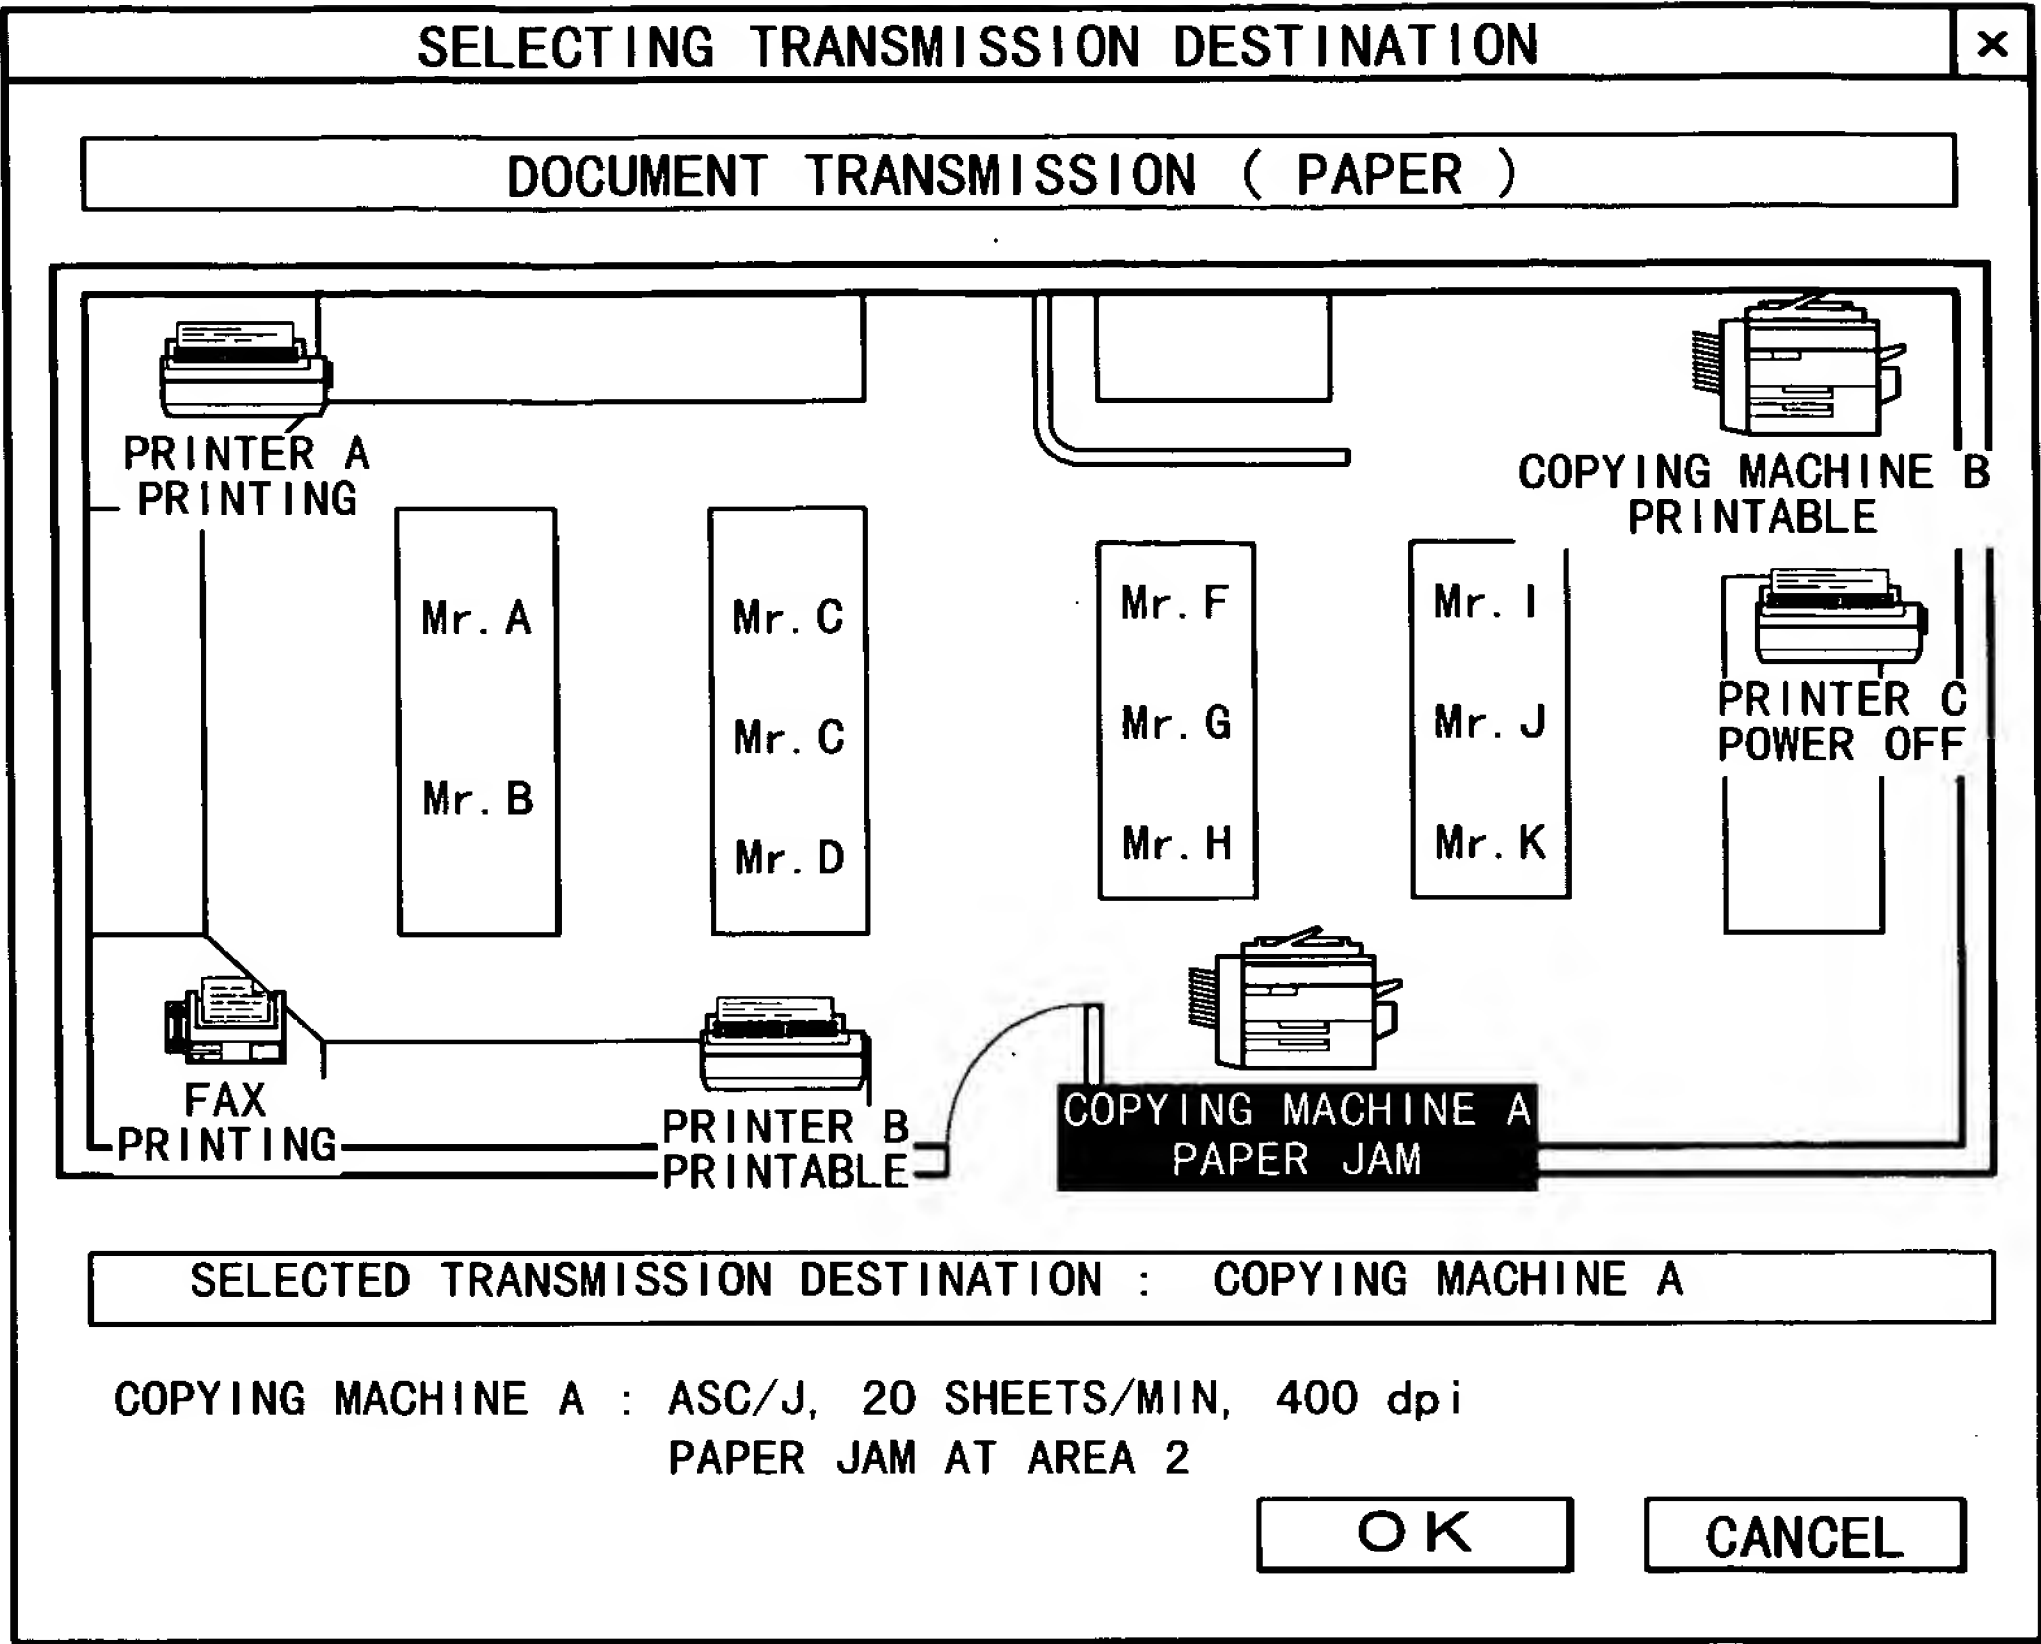 SELECTING TRANSMISSION DESTINATION ×
DOCUMENT TRANSMISSION ( PAPER )
PRINTER A
PRINTING
COPYING MACHINE B
PRINTABLE
Mr. A
Mr. B
Mr. C
Mr. C
Mr. D
Mr. F
Mr. G
Mr. H
Mr. I
Mr. J
Mr. K
PRINTER C
POWER OFF
FAX
PRINTING
PRINTER B
PRINTABLE
COPYING MACHINE A
PAPER JAM
SELECTED TRANSMISSION DESTINATION : COPYING MACHINE A
COPYING MACHINE A : ASC/J, 20 SHEETS/MIN, 400 dpi
PAPER JAM AT AREA 2
OK CANCEL